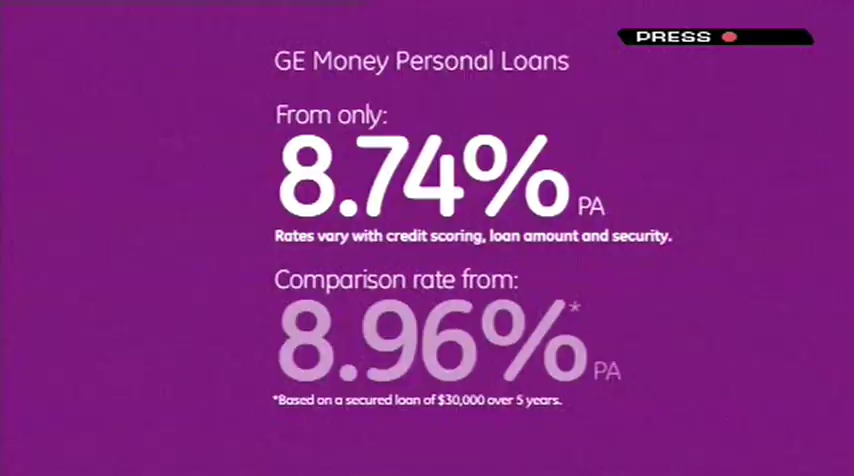 PRESS
GE Money Personal Loans
From only:
8.74% PA
Rates vary with credit scoring, loan amount and security.
Comparison rate from:
8.96%* PA
*Based on a secured loan of $30,000 over 5 years.